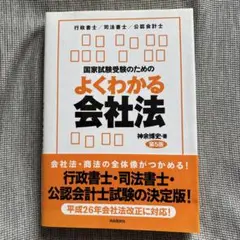 行政書士／司法書士／公認会計士
国家試験受験のための
よくわかる
会社法
神余博史・著
第5版
会社法・商法の全体像がつかめる！
行政書士・司法書士・
公認会計士試験の決定版！
平成26年会社法改正に対応！